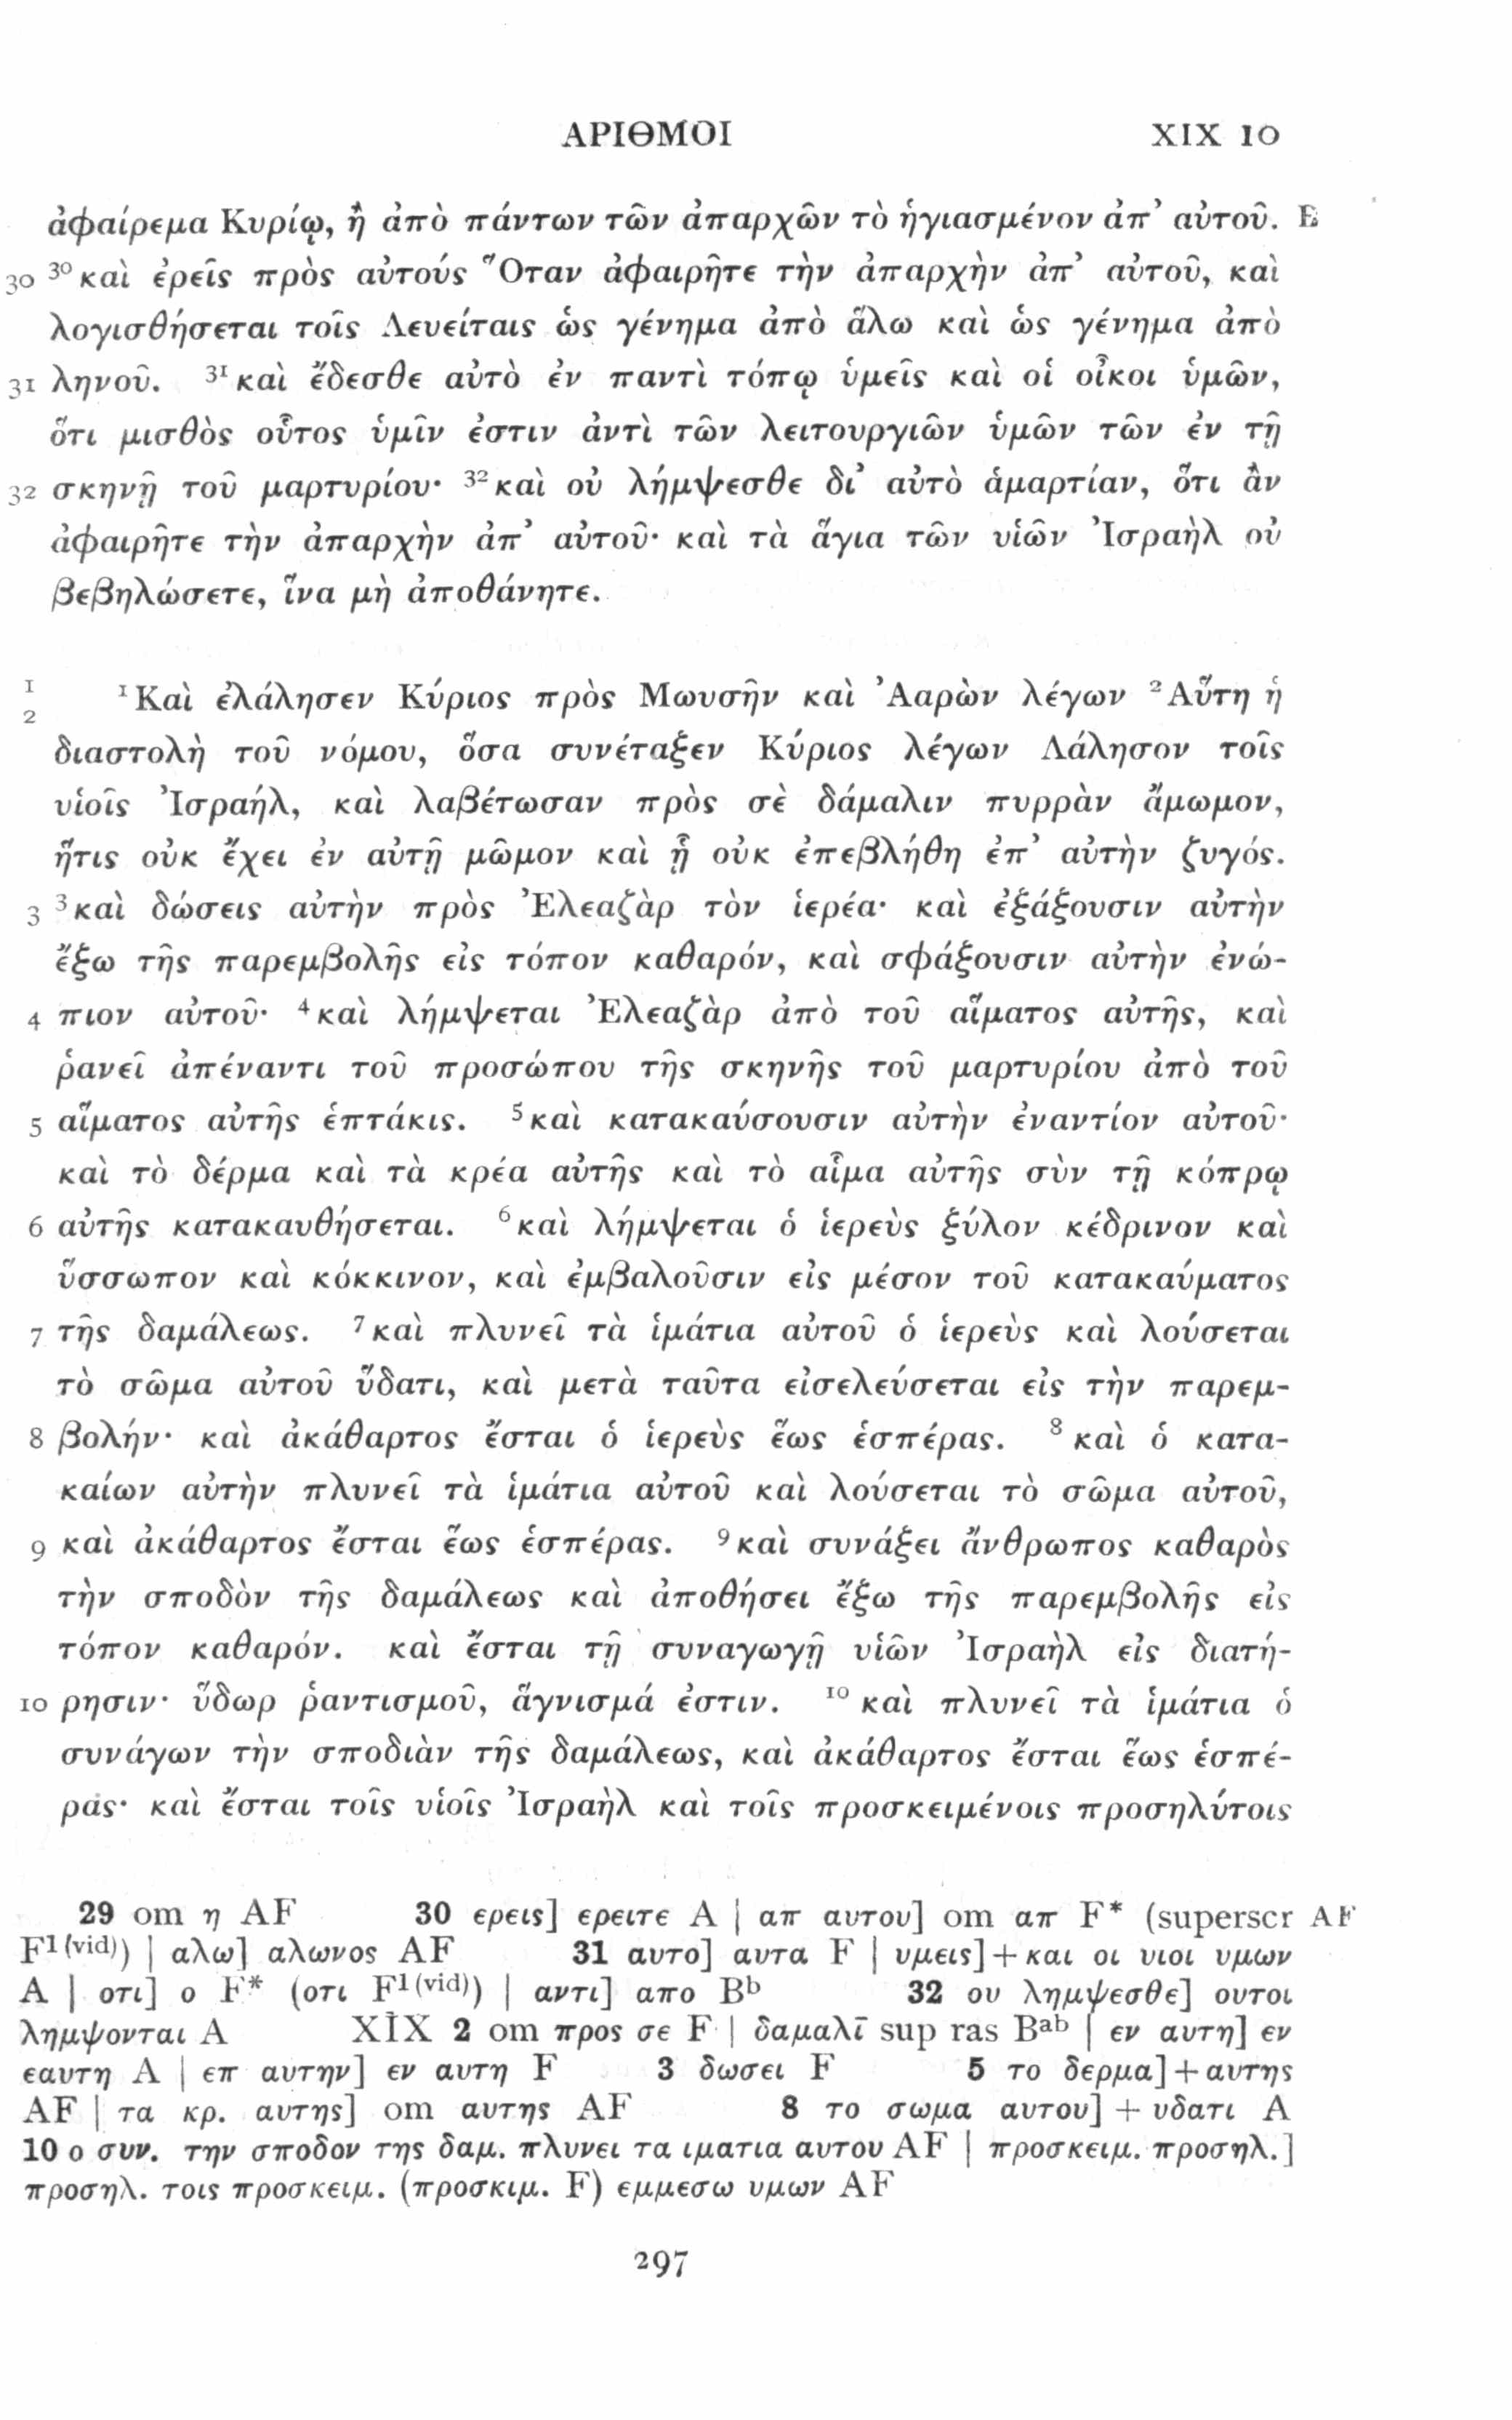 ΑΡΙΘΜΟΙ XIX 10
ἀφαίρεμα Κυρίῳ, ἢ ἀπὸ πάντων τῶν ἀπαρχῶν τὸ ἡγιασμένον ἀπ᾽ αὐτοῦ. B
30 ³⁰καὶ ἐρεῖς πρὸς αὐτούς Ὅταν ἀφαιρῆτε τὴν ἀπαρχὴν ἀπ᾽ αὐτοῦ, καὶ
λογισθήσεται τοῖς Λευείταις ὡς γένημα ἀπὸ ἅλω καὶ ὡς γένημα ἀπὸ
31 ληνοῦ. ³¹καὶ ἔδεσθε αὐτὸ ἐν παντὶ τόπῳ ὑμεῖς καὶ οἱ οἶκοι ὑμῶν,
ὅτι μισθὸς οὗτος ὑμῖν ἐστιν ἀντὶ τῶν λειτουργιῶν ὑμῶν τῶν ἐν τῇ
32 σκηνῇ τοῦ μαρτυρίου· ³²καὶ οὐ λήμψεσθε δι᾽ αὐτὸ ἁμαρτίαν, ὅτι ἂν
ἀφαιρῆτε τὴν ἀπαρχὴν ἀπ᾽ αὐτοῦ· καὶ τὰ ἅγια τῶν υἱῶν Ἰσραὴλ οὐ
βεβηλώσετε, ἵνα μὴ ἀποθάνητε.
1 ¹Καὶ ἐλάλησεν Κύριος πρὸς Μωυσῆν καὶ Ἀαρὼν λέγων ²Αὕτη ἡ
2
διαστολὴ τοῦ νόμου, ὅσα συνέταξεν Κύριος λέγων Λάλησον τοῖς
υἱοῖς Ἰσραήλ, καὶ λαβέτωσαν πρὸς σὲ δάμαλιν πυρρὰν ἄμωμον,
ἥτις οὐκ ἔχει ἐν αὐτῇ μῶμον καὶ ᾗ οὐκ ἐπεβλήθη ἐπ᾽ αὐτὴν ζυγός.
3 ³καὶ δώσεις αὐτὴν πρὸς Ἐλεαζὰρ τὸν ἱερέα· καὶ ἐξάξουσιν αὐτὴν
ἔξω τῆς παρεμβολῆς εἰς τόπον καθαρόν, καὶ σφάξουσιν αὐτὴν ἐνώ-
4 πιον αὐτοῦ· ⁴καὶ λήμψεται Ἐλεαζὰρ ἀπὸ τοῦ αἵματος αὐτῆς, καὶ
ῥανεῖ ἀπέναντι τοῦ προσώπου τῆς σκηνῆς τοῦ μαρτυρίου ἀπὸ τοῦ
5 αἵματος αὐτῆς ἑπτάκις. ⁵καὶ κατακαύσουσιν αὐτὴν ἐναντίον αὐτοῦ·
καὶ τὸ δέρμα καὶ τὰ κρέα αὐτῆς καὶ τὸ αἷμα αὐτῆς σὺν τῇ κόπρῳ
6 αὐτῆς κατακαυθήσεται. ⁶καὶ λήμψεται ὁ ἱερεὺς ξύλον κέδρινον καὶ
ὕσσωπον καὶ κόκκινον, καὶ ἐμβαλοῦσιν εἰς μέσον τοῦ κατακαύματος
7 τῆς δαμάλεως. ⁷καὶ πλυνεῖ τὰ ἱμάτια αὐτοῦ ὁ ἱερεὺς καὶ λούσεται
τὸ σῶμα αὐτοῦ ὕδατι, καὶ μετὰ ταῦτα εἰσελεύσεται εἰς τὴν παρεμ-
8 βολήν· καὶ ἀκάθαρτος ἔσται ὁ ἱερεὺς ἕως ἑσπέρας. ⁸καὶ ὁ κατα-
καίων αὐτὴν πλυνεῖ τὰ ἱμάτια αὐτοῦ καὶ λούσεται τὸ σῶμα αὐτοῦ,
9 καὶ ἀκάθαρτος ἔσται ἕως ἑσπέρας. ⁹καὶ συνάξει ἄνθρωπος καθαρὸς
τὴν σποδὸν τῆς δαμάλεως καὶ ἀποθήσει ἔξω τῆς παρεμβολῆς εἰς
τόπον καθαρόν. καὶ ἔσται τῇ συναγωγῇ υἱῶν Ἰσραὴλ εἰς διατή-
10 ρησιν· ὕδωρ ῥαντισμοῦ, ἅγνισμά ἐστιν. ¹⁰καὶ πλυνεῖ τὰ ἱμάτια ὁ
συνάγων τὴν σποδιὰν τῆς δαμάλεως, καὶ ἀκάθαρτος ἔσται ἕως ἑσπέ-
ρας· καὶ ἔσται τοῖς υἱοῖς Ἰσραὴλ καὶ τοῖς προσκειμένοις προσηλύτοις
29 om η AF 30 ερεις] ερειτε A | απ αυτου] om απ F* (superscr AF
F¹⁽ᵛⁱᵈ⁾) | αλω] αλωνος AF 31 αυτο] αυτα F | υμεις]+και οι υιοι υμων
A | οτι] ο F* (οτι F¹⁽ᵛⁱᵈ⁾) | αντι] απο Bᵇ 32 ου λημψεσθε] ουτοι
λημψονται A XIX 2 om προς σε F | δαμαλῑ sup ras Bᵃᵇ | εν αυτη] εν
εαυτη A | επ αυτην] εν αυτη F 3 δωσει F 5 το δερμα]+αυτης
AF | τα κρ. αυτης] om αυτης AF 8 το σωμα αυτου] + υδατι A
10 ο συν. την σποδον της δαμ. πλυνει τα ιματια αυτου AF | προσκειμ. προσηλ.]
προσηλ. τοις προσκειμ. (προσκιμ. F) εμμεσω υμων AF
297